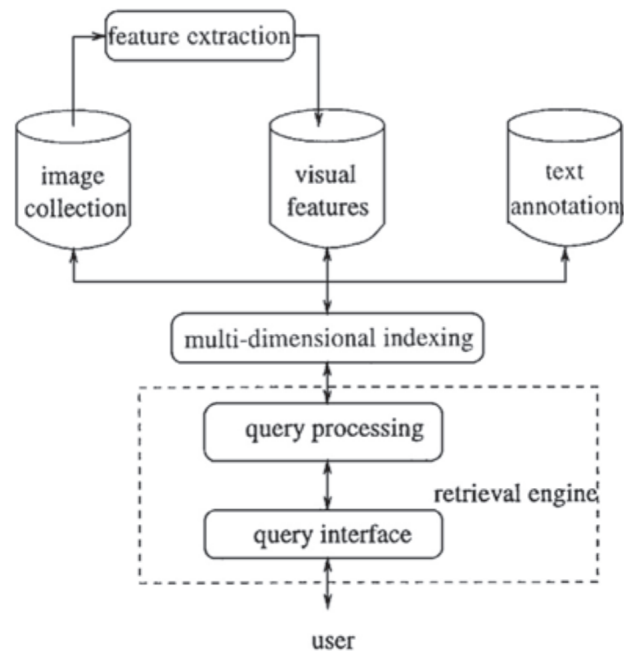 feature extraction
image
collection
visual
features
text
annotation
multi-dimensional indexing
query processing
retrieval engine
query interface
user